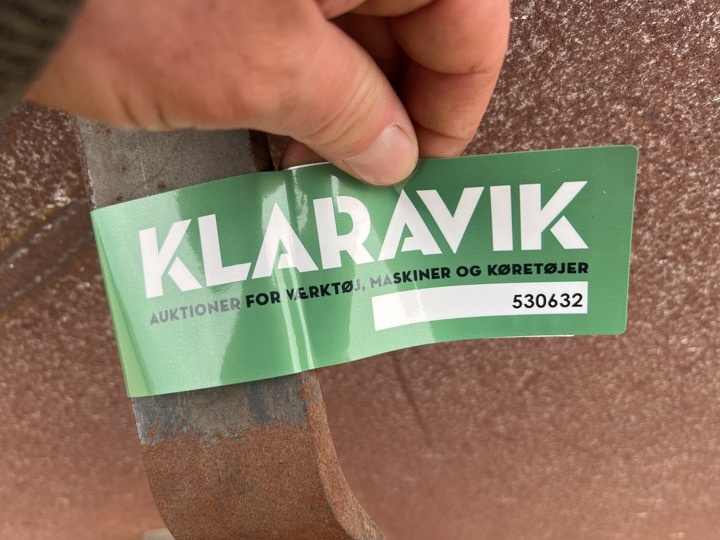 KLARAVIK
AUKTIONER FOR VÆRKTØJ, MASKINER OG KØRETØJER
530632